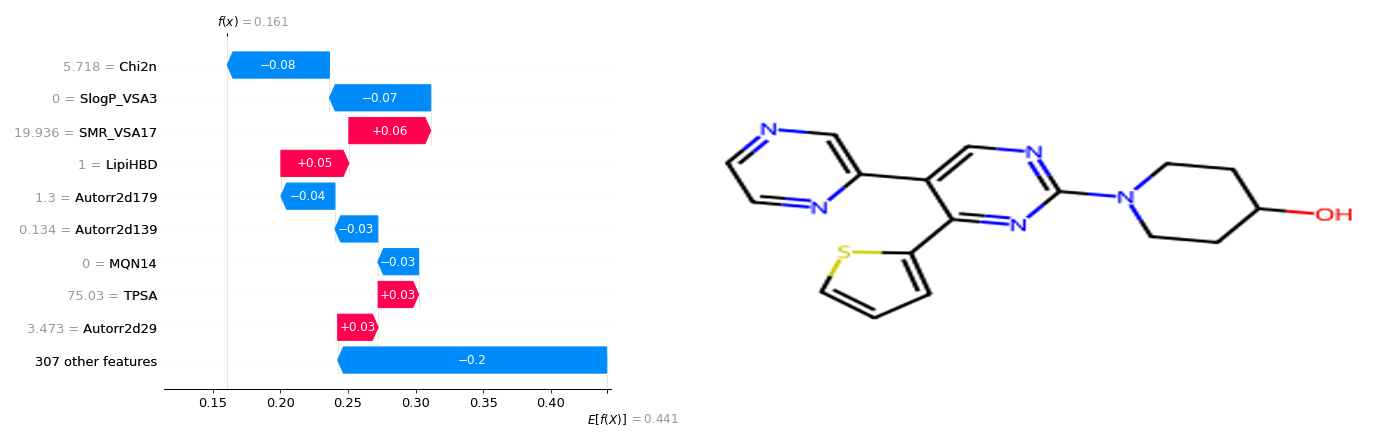 f(x) = 0.161
5.718 = Chi2n
−0.08
0 = SlogP_VSA3
−0.07
19.936 = SMR_VSA17
+0.06
1 = LipiHBD
+0.05
1.3 = Autorr2d179
−0.04
0.134 = Autorr2d139
−0.03
0 = MQN14
−0.03
75.03 = TPSA
+0.03
3.473 = Autorr2d29
+0.03
307 other features
−0.2
0.15 0.20 0.25 0.30 0.35 0.40
E[f(X)] = 0.441
N
N
N
N
N
OH
S